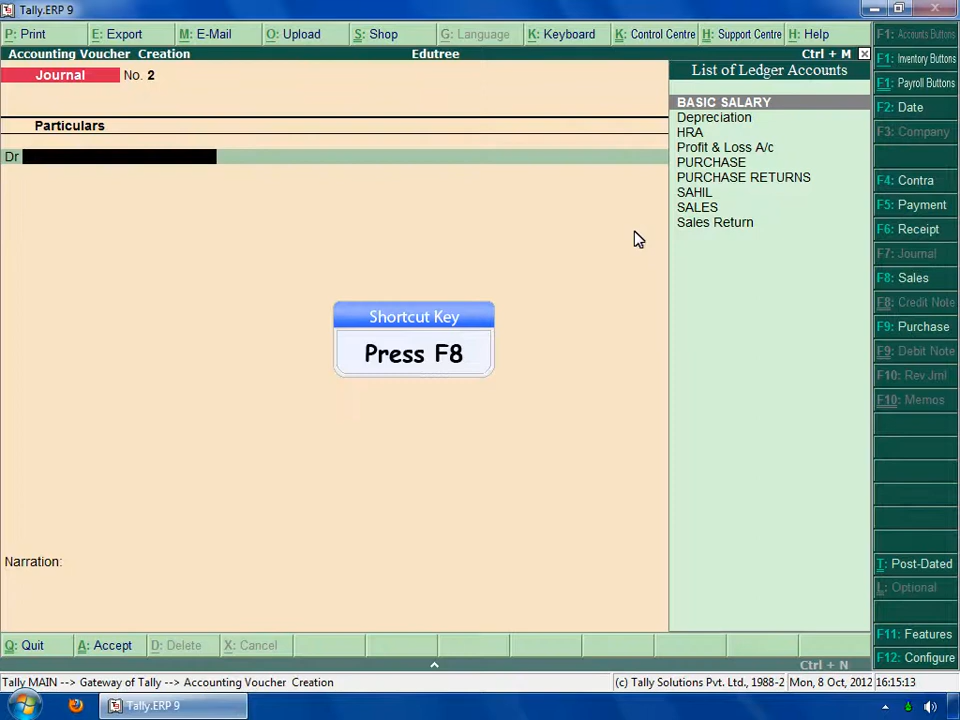 Tally.ERP 9
P: Print
E: Export
M: E-Mail
O: Upload
S: Shop
G: Language
K: Keyboard
K: Control Centre
H: Support Centre
H: Help
F1: Accounts Buttons
Accounting Voucher Creation
Edutree
Ctrl + M
F1: Inventory Buttons
Journal No. 2
List of Ledger Accounts
F1: Payroll Buttons
BASIC SALARY
F2: Date
Depreciation
Particulars
HRA
F3: Company
Profit & Loss A/c
Dr
PURCHASE
PURCHASE RETURNS
F4: Contra
SAHIL
SALES
F5: Payment
Sales Return
F6: Receipt
F7: Journal
F8: Sales
F8: Credit Note
Shortcut Key
F9: Purchase
Press F8
F9: Debit Note
F10: Rev Jrnl
F10: Memos
Narration:
T: Post-Dated
L: Optional
F11: Features
Q: Quit
A: Accept
D: Delete
X: Cancel
F12: Configure
Ctrl + N
Tally MAIN --> Gateway of Tally --> Accounting Voucher Creation
(c) Tally Solutions Pvt. Ltd., 1988-2
Mon, 8 Oct, 2012
16:15:13
Tally.ERP 9